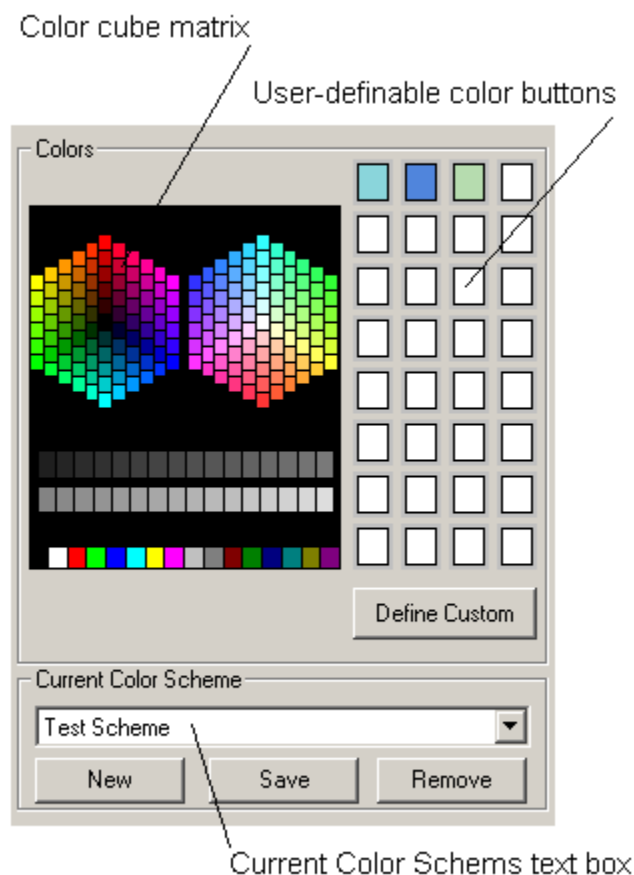 Color cube matrix
User-definable color buttons
Colors
Define Custom
Current Color Scheme
Test Scheme
New
Save
Remove
Current Color Schems text box